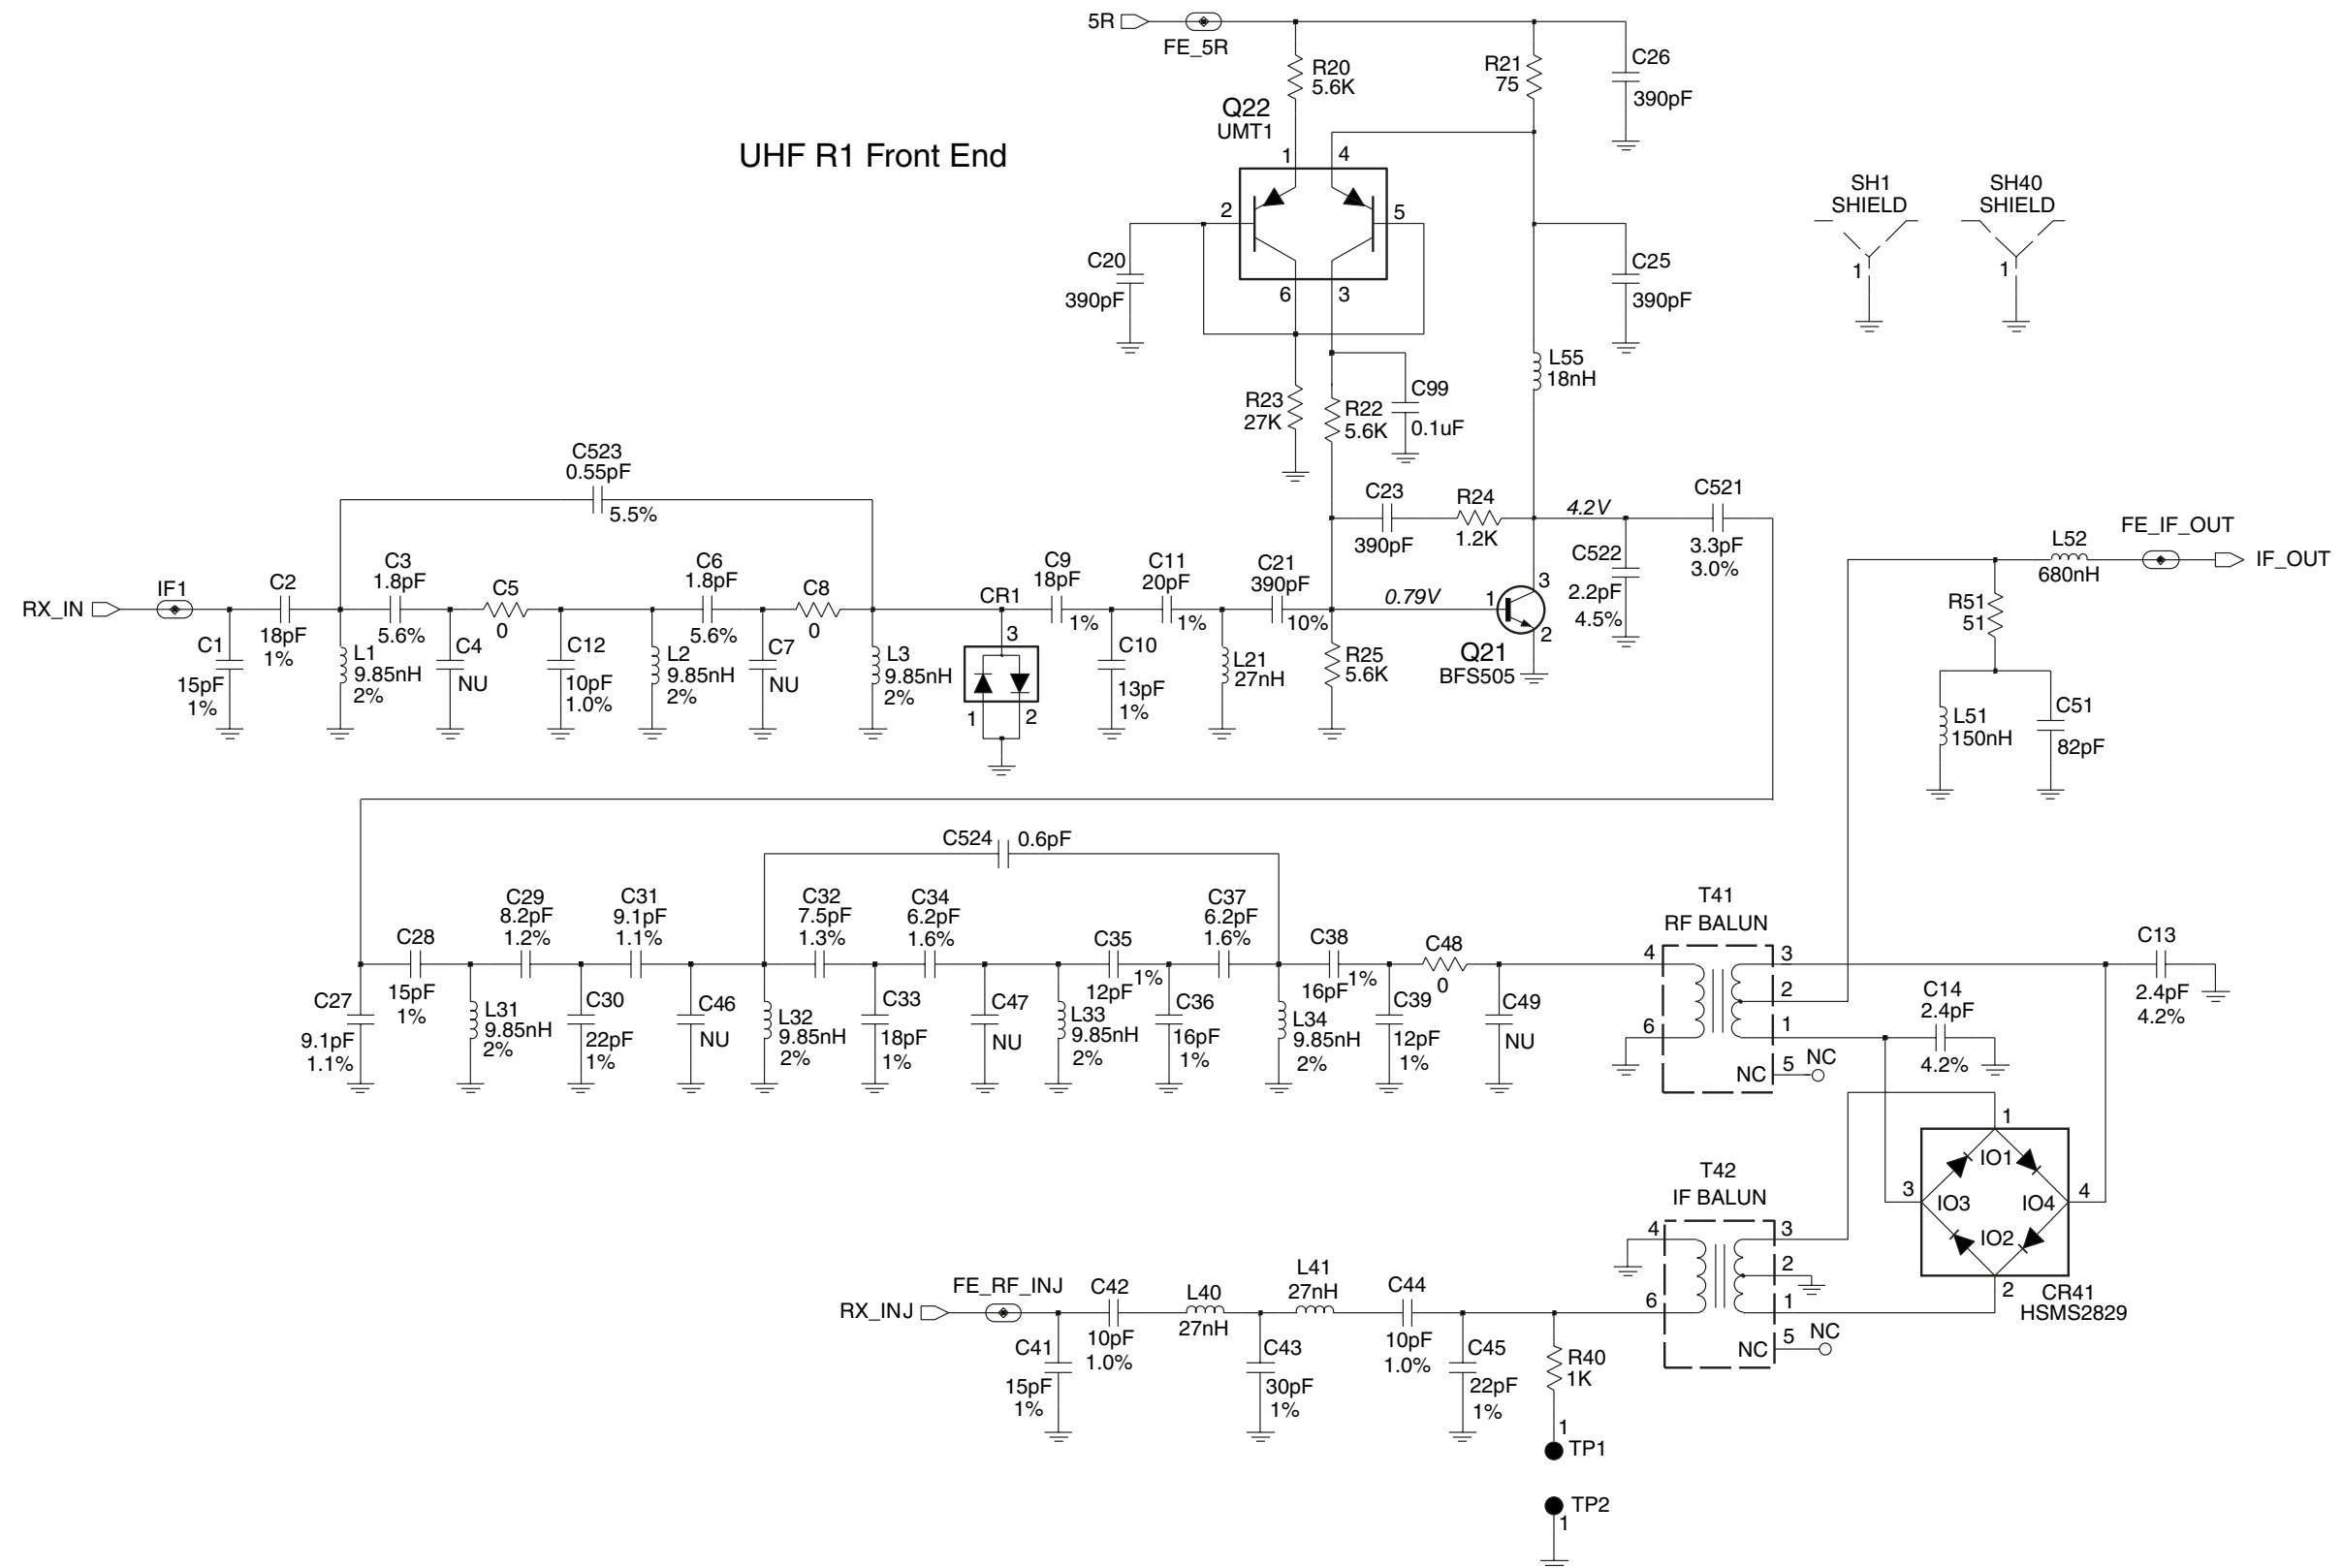 5R
FE_5R
R20
5.6K
R21
75
C26
390pF
Q22
UMT1
UHF R1 Front End
1
4
2
5
6
3
C20
390pF
C25
390pF
SH1
SHIELD
1
SH40
SHIELD
1
L55
18nH
R23
27K
R22
5.6K
C99
0.1uF
C523
0.55pF
5.5%
C23
390pF
R24
1.2K
4.2V
C521
3.3pF
3.0%
C522
2.2pF
4.5%
FE_IF_OUT
L52
680nH
IF_OUT
R51
51
L51
150nH
C51
82pF
RX_IN
IF1
C1
15pF
1%
C2
18pF
1%
L1
9.85nH
2%
C3
1.8pF
5.6%
C4
NU
C5
0
C12
10pF
1.0%
L2
9.85nH
2%
C6
1.8pF
5.6%
C7
NU
C8
0
L3
9.85nH
2%
CR1
3
1
2
C9
18pF
1%
C10
13pF
1%
C11
20pF
1%
L21
27nH
C21
390pF
10%
R25
5.6K
0.79V
1
3
2
Q21
BFS505
C524
0.6pF
C27
9.1pF
1.1%
C28
15pF
1%
L31
9.85nH
2%
C29
8.2pF
1.2%
C30
22pF
1%
C31
9.1pF
1.1%
C46
NU
L32
9.85nH
2%
C32
7.5pF
1.3%
C33
18pF
1%
C34
6.2pF
1.6%
C47
NU
L33
9.85nH
2%
C35
12pF
1%
C36
16pF
1%
C37
6.2pF
1.6%
L34
9.85nH
2%
C38
16pF
1%
C39
12pF
1%
C48
0
C49
NU
T41
RF BALUN
4
6
3
2
1
NC
5
NC
C14
2.4pF
4.2%
C13
2.4pF
4.2%
1
IO1
3
IO3
IO4
4
IO2
2
CR41
HSMS2829
T42
IF BALUN
4
6
3
2
1
NC
5
NC
RX_INJ
FE_RF_INJ
C41
15pF
1%
C42
10pF
1.0%
L40
27nH
C43
30pF
1%
L41
27nH
C44
10pF
1.0%
C45
22pF
1%
R40
1K
1
TP1
TP2
1